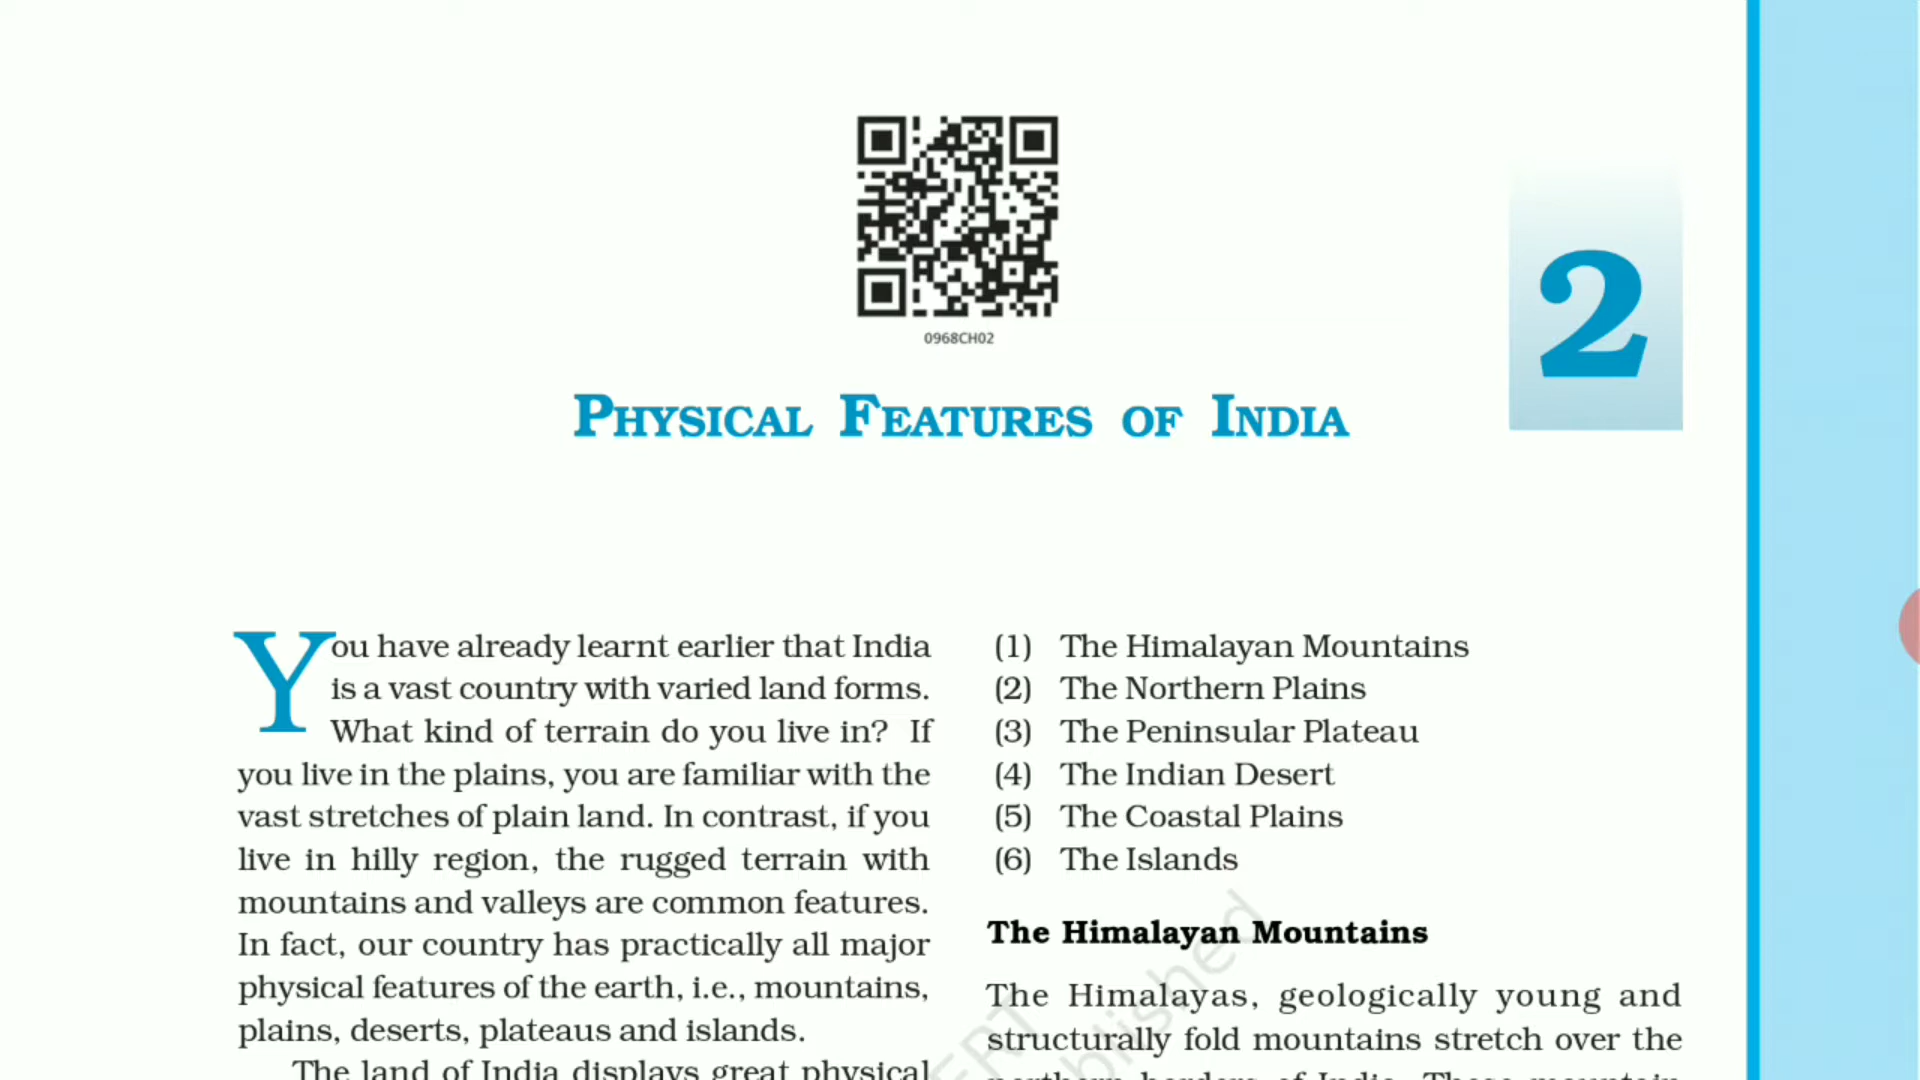 0968CH02
2
PHYSICAL FEATURES OF INDIA
You have already learnt earlier that India
is a vast country with varied land forms.
What kind of terrain do you live in? If
you live in the plains, you are familiar with the
vast stretches of plain land. In contrast, if you
live in hilly region, the rugged terrain with
mountains and valleys are common features.
In fact, our country has practically all major
physical features of the earth, i.e., mountains,
plains, deserts, plateaus and islands.
The land of India displays great physical
(1) The Himalayan Mountains
(2) The Northern Plains
(3) The Peninsular Plateau
(4) The Indian Desert
(5) The Coastal Plains
(6) The Islands
The Himalayan Mountains
The Himalayas, geologically young and
structurally fold mountains stretch over the
northern borders of India. These mountain